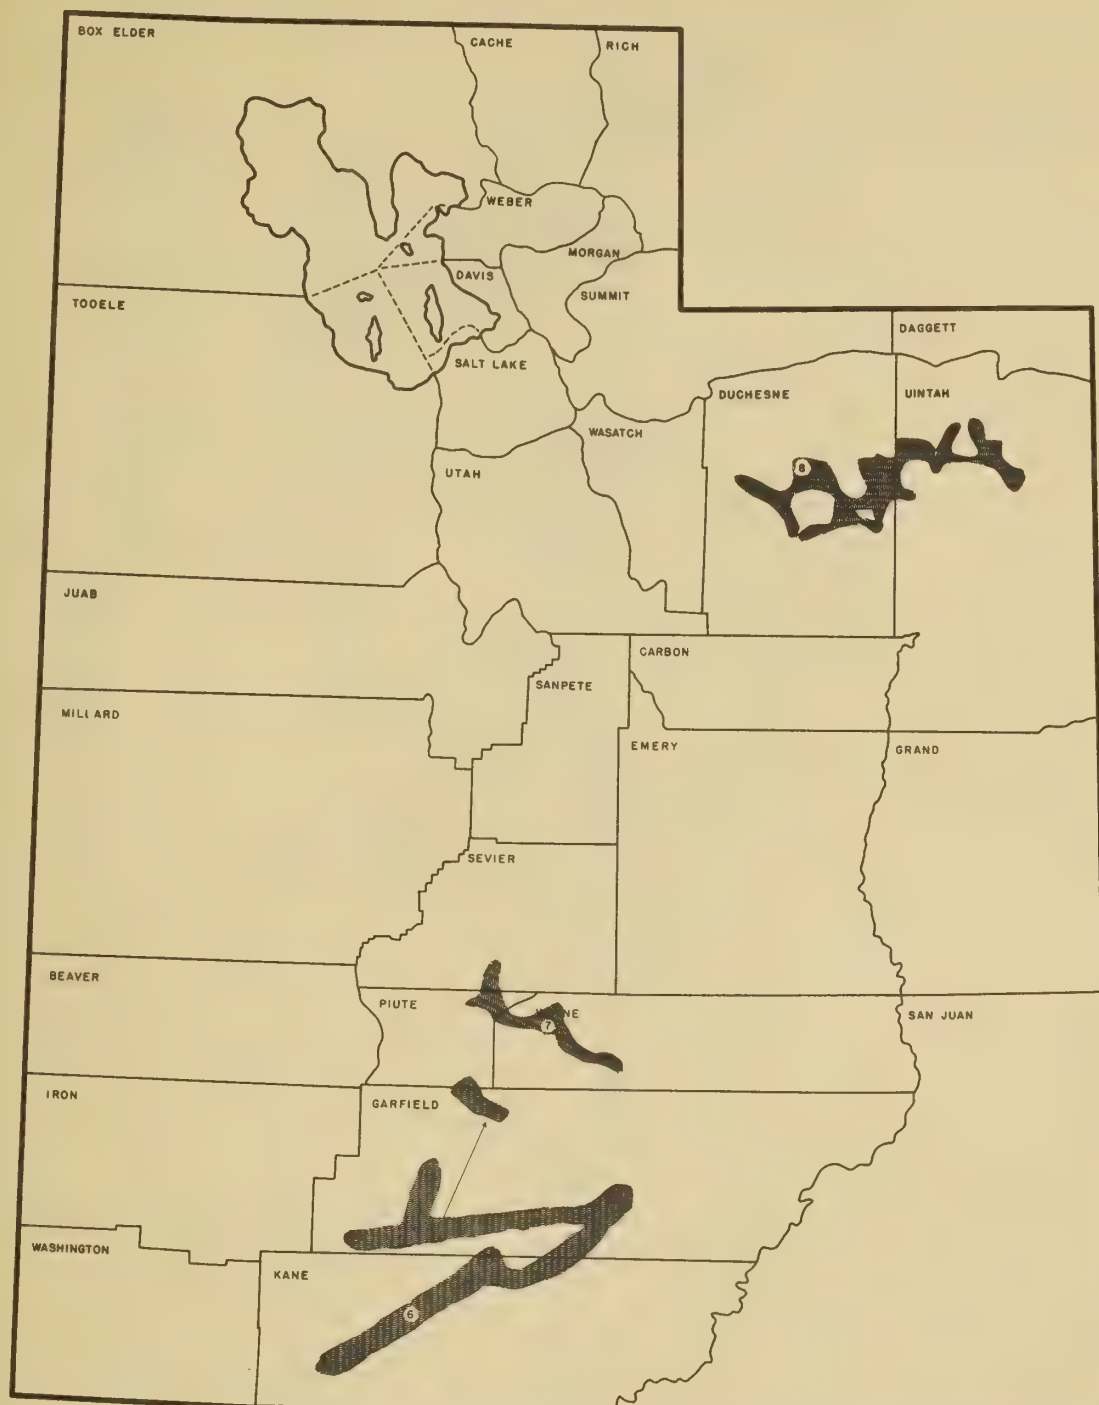 BOX ELDER
CACHE
RICH
WEBER
MORGAN
DAVIS
SUMMIT
TOOELE
DAGGETT
SALT LAKE
DUCHESNE
UINTAH
WASATCH
UTAH
8
JUAB
CARBON
SANPETE
MILLARD
EMERY
GRAND
SEVIER
BEAVER
PIUTE
7
SAN JUAN
IRON
GARFIELD
WASHINGTON
KANE
6